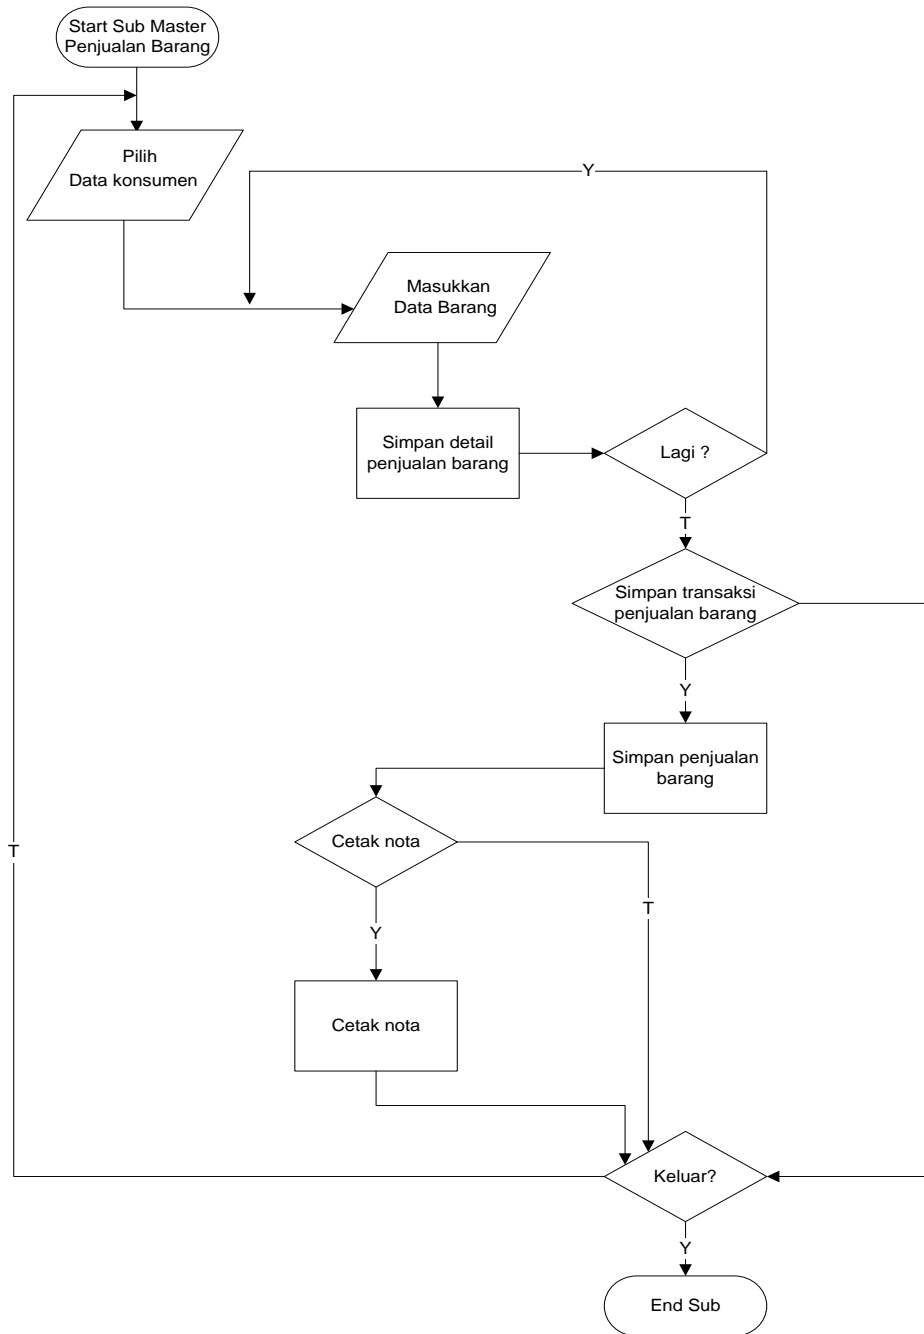 Start Sub Master
Penjualan Barang
Pilih
Data konsumen
Y
Masukkan
Data Barang
Simpan detail
penjualan barang
Lagi ?
T
Simpan transaksi
penjualan barang
Y
Simpan penjualan
barang
Cetak nota
T
T
Y
Cetak nota
Keluar?
Y
End Sub